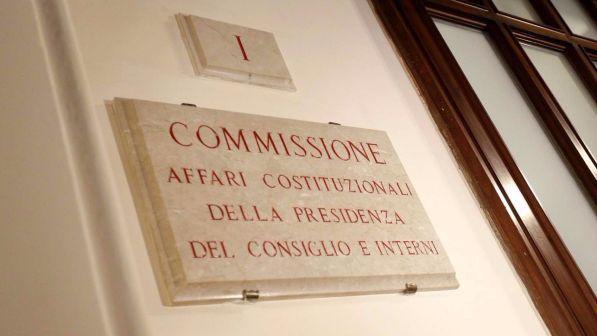 I
COMMISSIONE
AFFARI COSTITUZIONALI
DELLA PRESIDENZA
DEL CONSIGLIO E INTERNI